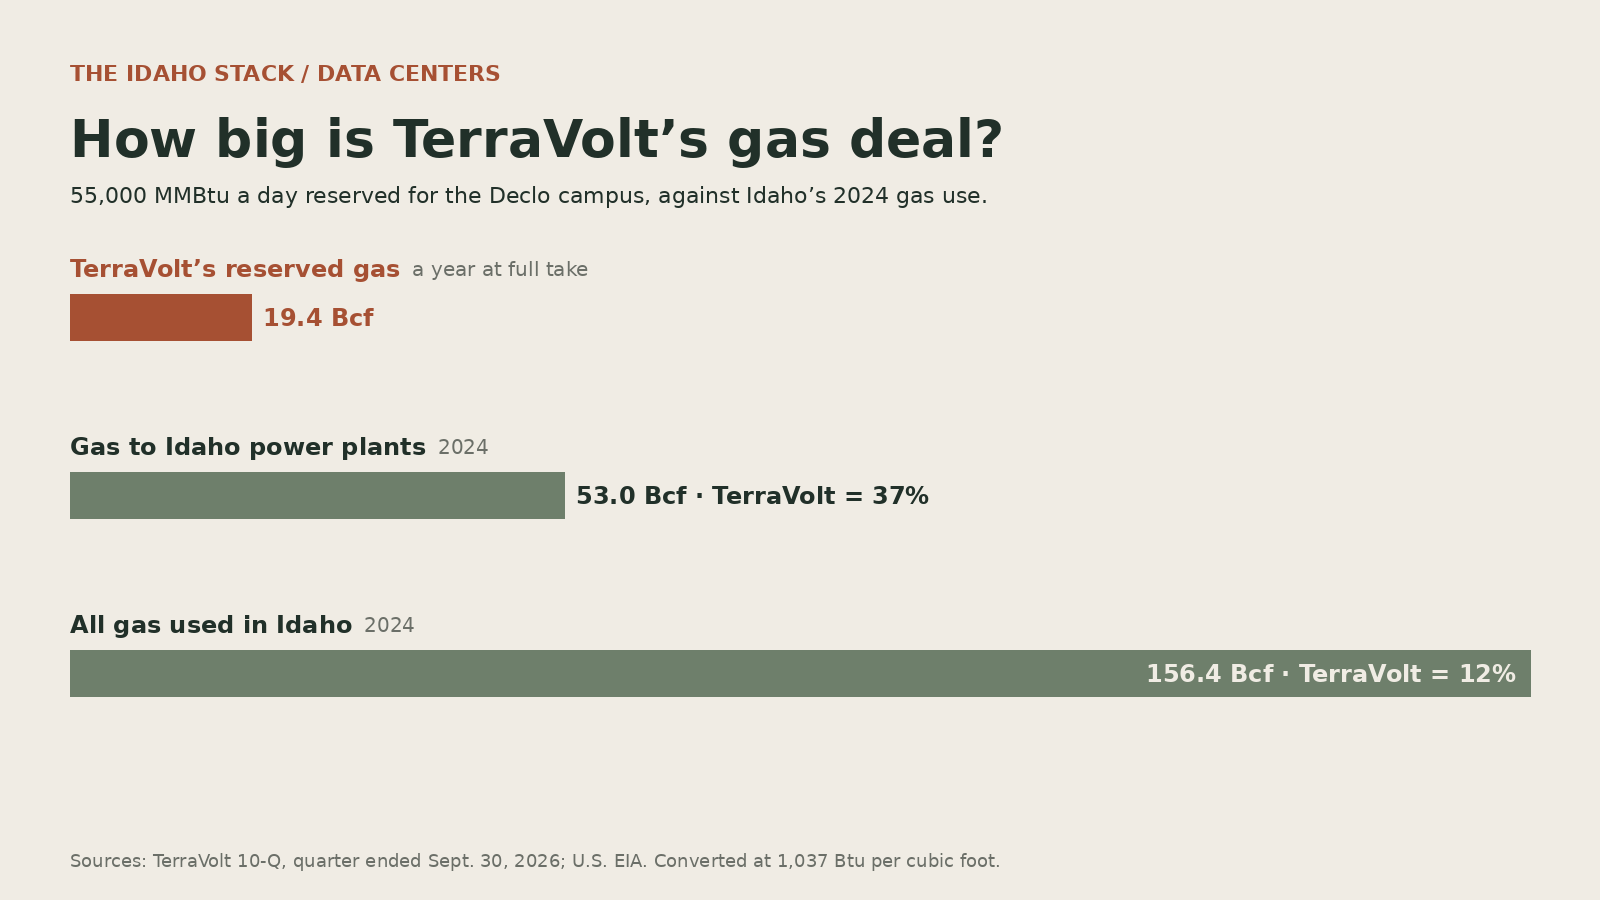 THE IDAHO STACK / DATA CENTERS
How big is TerraVolt’s gas deal?
55,000 MMBtu a day reserved for the Declo campus, against Idaho’s 2024 gas use.
TerraVolt’s reserved gas a year at full take
19.4 Bcf
Gas to Idaho power plants 2024
53.0 Bcf · TerraVolt = 37%
All gas used in Idaho 2024
156.4 Bcf · TerraVolt = 12%
Sources: TerraVolt 10-Q, quarter ended Sept. 30, 2026; U.S. EIA. Converted at 1,037 Btu per cubic foot.